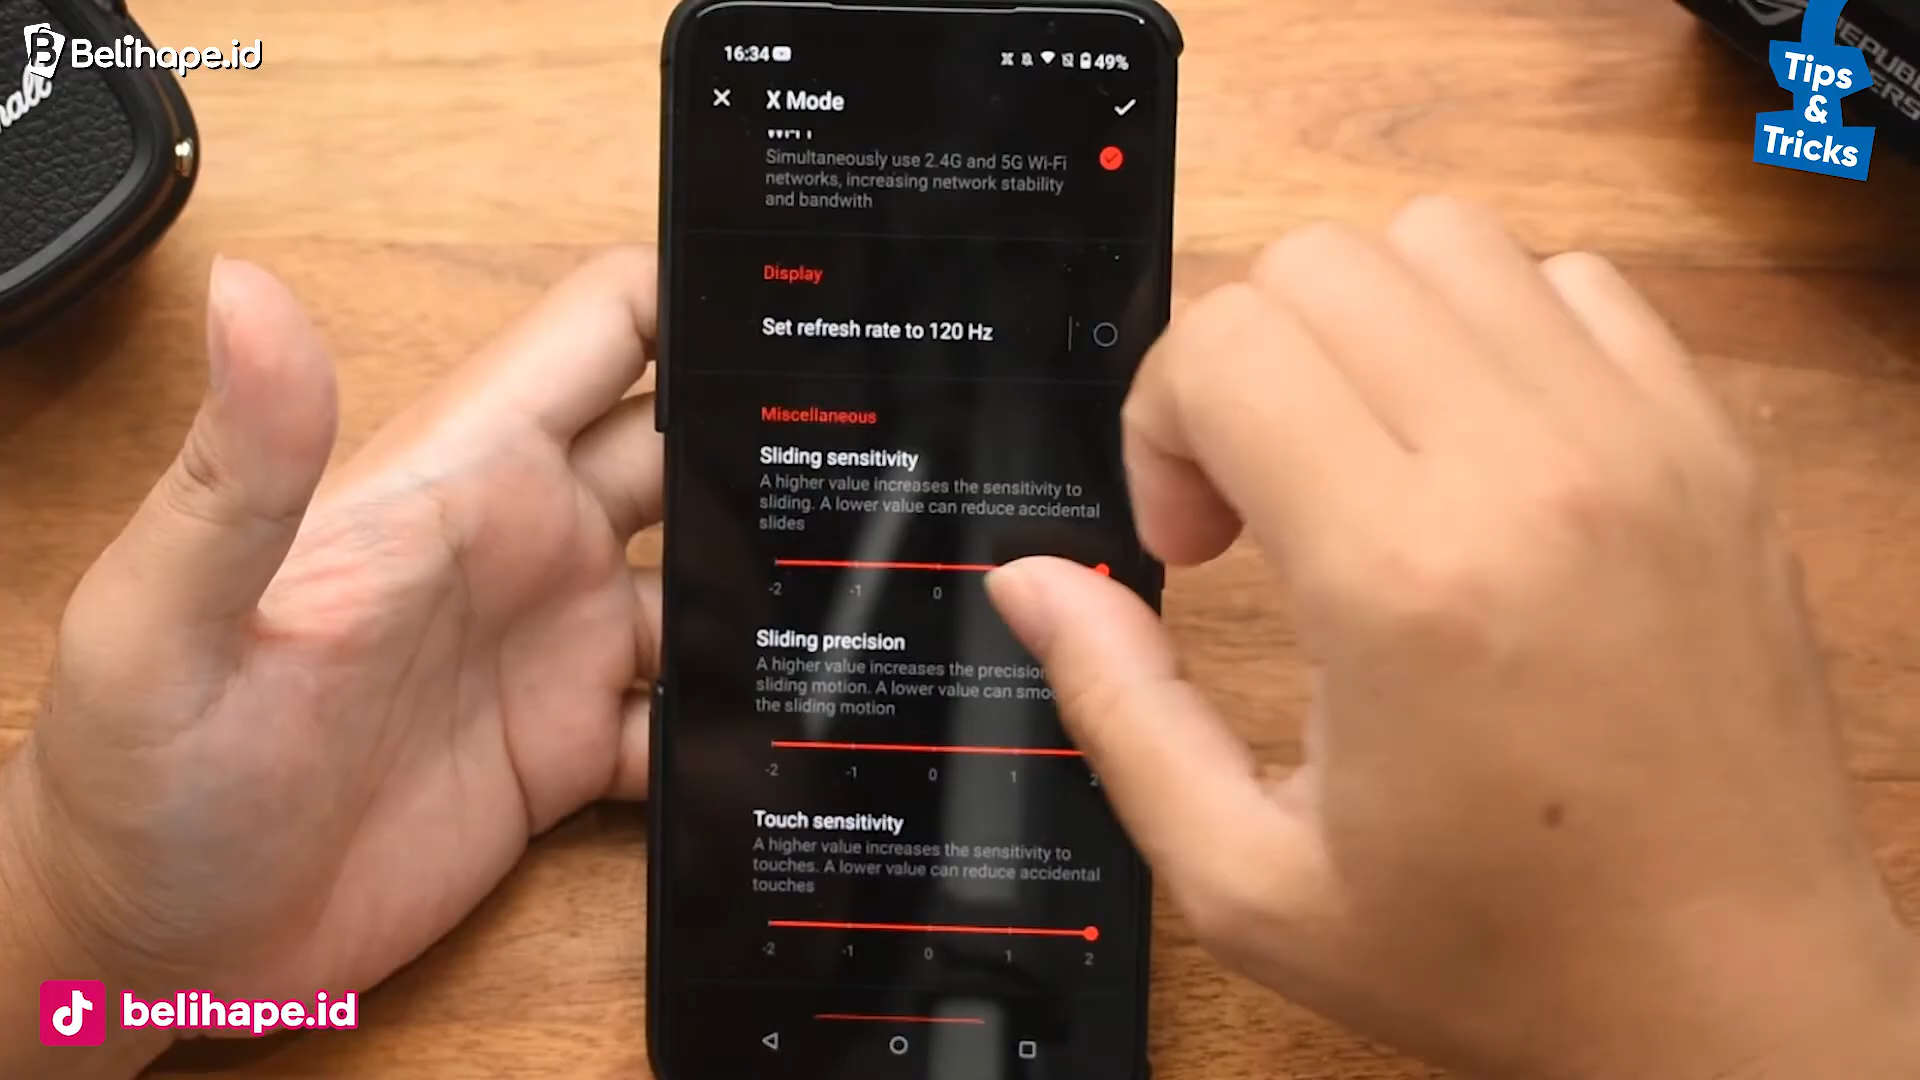 Belihape.id
Tips
&
Tricks
16:34
49%
X Mode
Simultaneously use 2.4G and 5G Wi-Fi
networks, increasing network stability
and bandwith
Display
Set refresh rate to 120 Hz
Miscellaneous
Sliding sensitivity
A higher value increases the sensitivity to
sliding. A lower value can reduce accidental
slides
-2 -1 0
Sliding precision
A higher value increases the precision
sliding motion. A lower value can
the sliding motion
-2 -1 0 1 2
Touch sensitivity
A higher value increases the sensitivity to
touches. A lower value can reduce accidental
touches
-2 -1 0 1 2
belihape.id